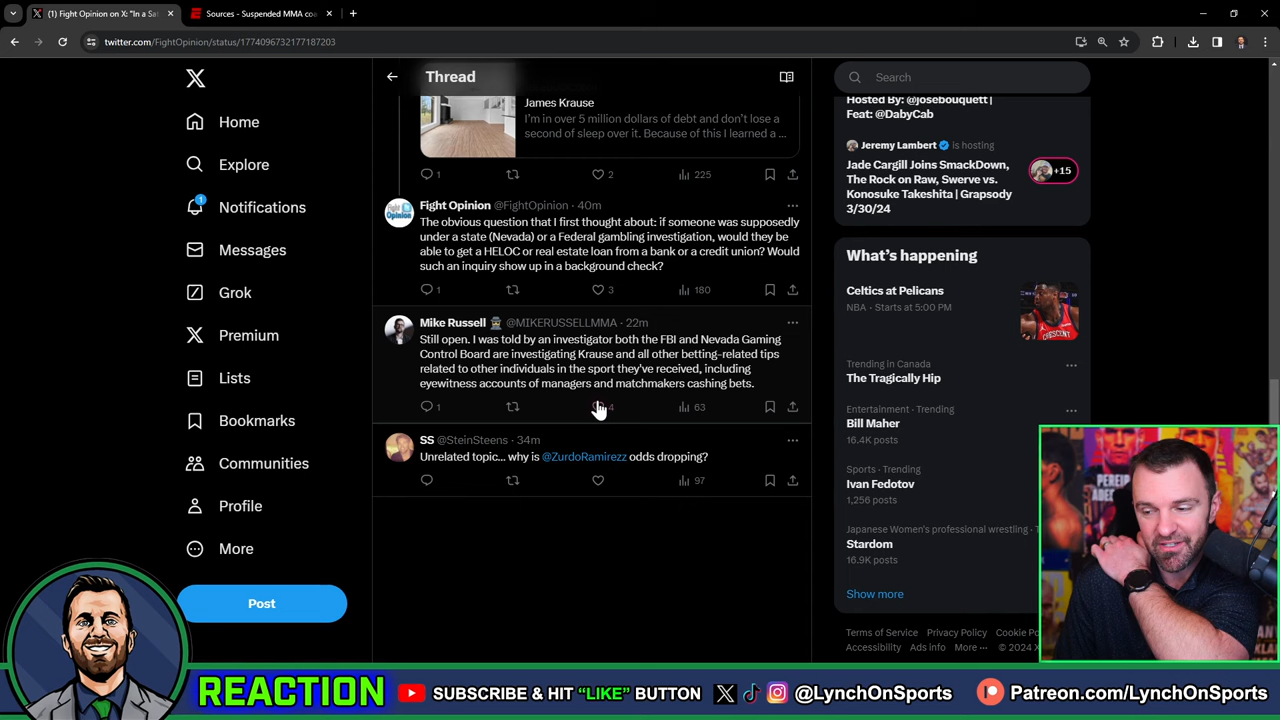 (1) Fight Opinion on X: "In a Sat
Sources - Suspended MMA coa
twitter.com/FightOpinion/status/1774096732177187203
Home
Explore
1
Notifications
Messages
Grok
Premium
Lists
Bookmarks
Communities
Profile
More
Post
Thread
James Krause
I'm in over 5 million dollars of debt and don't lose a
second of sleep over it. Because of this I learned a ...
1 2 225
Fight Opinion @FightOpinion · 40m
The obvious question that I first thought about: if someone was supposedly
under a state (Nevada) or a Federal gambling investigation, would they be
able to get a HELOC or real estate loan from a bank or a credit union? Would
such an inquiry show up in a background check?
1 3 180
Mike Russell @MIKERUSSELLMMA · 22m
Still open. I was told by an investigator both the FBI and Nevada Gaming
Control Board are investigating Krause and all other betting-related tips
related to other individuals in the sport they've received, including
eyewitness accounts of managers and matchmakers cashing bets.
1 4 63
SS @SteinSteens · 34m
Unrelated topic... why is @ZurdoRamirezz odds dropping?
97
Search
Hosted By: @josebouquett |
Feat: @DabyCab
Jeremy Lambert is hosting
Jade Cargill Joins SmackDown,
The Rock on Raw, Swerve vs.
Konosuke Takeshita | Grapsody
3/30/24
+15
What's happening
Celtics at Pelicans
NBA · Starts at 5:00 PM
Trending in Canada
The Tragically Hip
Entertainment · Trending
Bill Maher
16.4K posts
Sports · Trending
Ivan Fedotov
1,256 posts
Japanese Women's professional wrestling ·
Stardom
16.9K posts
Show more
Terms of Service Privacy Policy Cookie Po
Accessibility Ads info More ··· © 2024 X
REACTION SUBSCRIBE & HIT "LIKE" BUTTON @LynchOnSports Patreon.com/LynchOnSports